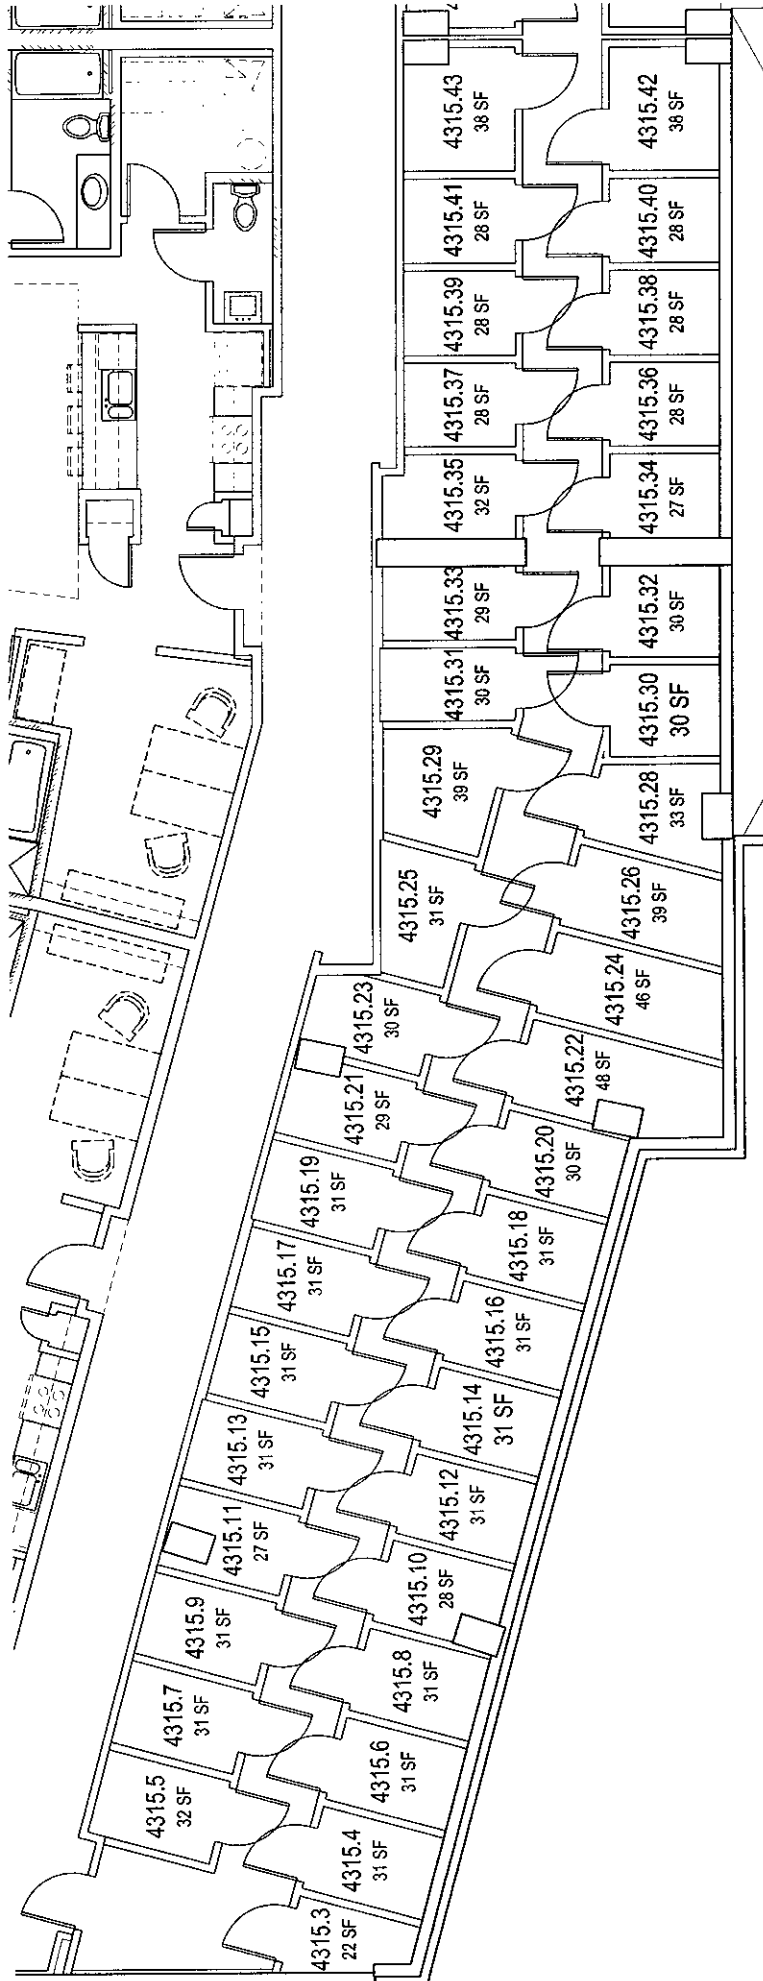 4315.43
38 SF
4315.42
38 SF
4315.41
28 SF
4315.40
28 SF
4315.39
28 SF
4315.38
28 SF
4315.37
28 SF
4315.36
28 SF
4315.35
32 SF
4315.34
27 SF
4315.33
29 SF
4315.32
30 SF
4315.31
30 SF
4315.30
30 SF
4315.29
39 SF
4315.28
33 SF
4315.25
31 SF
4315.26
39 SF
4315.23
30 SF
4315.24
46 SF
4315.21
29 SF
4315.22
48 SF
4315.19
31 SF
4315.20
30 SF
4315.17
31 SF
4315.18
31 SF
4315.15
31 SF
4315.16
31 SF
4315.13
31 SF
4315.14
31 SF
4315.11
27 SF
4315.12
31 SF
4315.9
31 SF
4315.10
28 SF
4315.7
31 SF
4315.8
31 SF
4315.5
32 SF
4315.6
31 SF
4315.4
31 SF
4315.3
22 SF